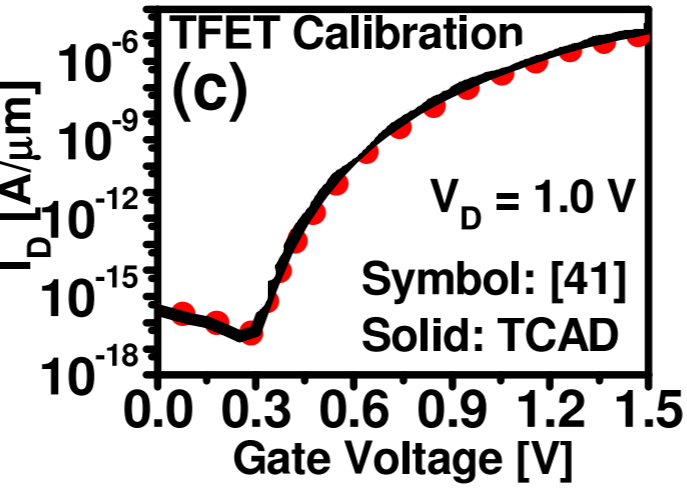 TFET Calibration
(c)
I_D [A/μm]
10^-6
10^-9
10^-12
10^-15
10^-18
V_D = 1.0 V
Symbol: [41]
Solid: TCAD
0.0 0.3 0.6 0.9 1.2 1.5
Gate Voltage [V]